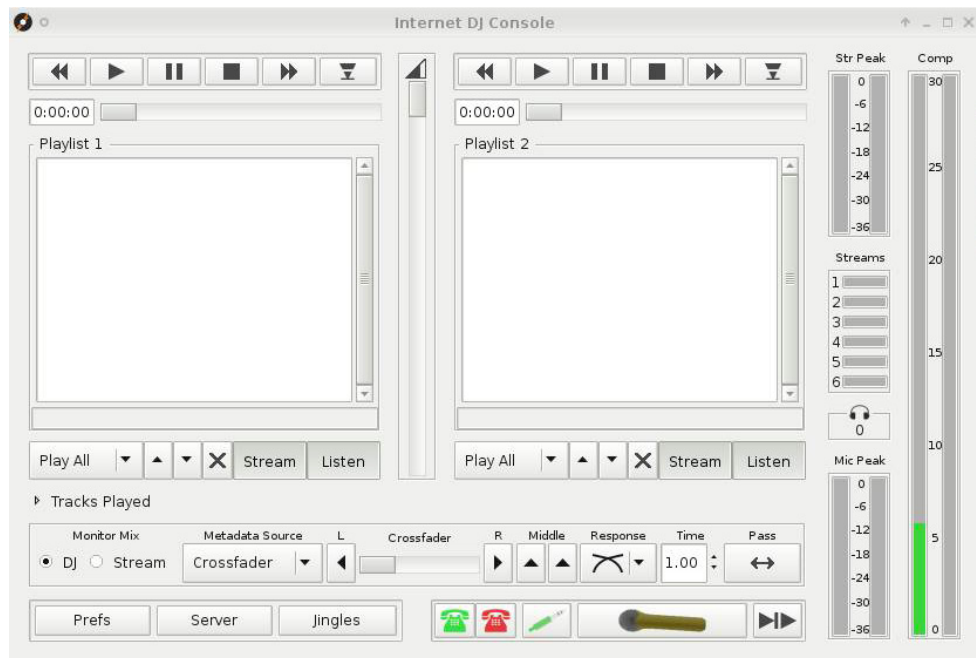 Internet DJ Console
0:00:00
Playlist 1
Play All
Stream
Listen
0:00:00
Playlist 2
Play All
Stream
Listen
Str Peak
0
-6
-12
-18
-24
-30
-36
Streams
1
2
3
4
5
6
0
Mic Peak
0
-6
-12
-18
-24
-30
-36
Comp
30
25
20
15
10
5
0
Tracks Played
Monitor Mix
DJ
Stream
Metadata Source
Crossfader
L
Crossfader
R
Middle
Response
Time
1.00
Pass
Prefs
Server
Jingles